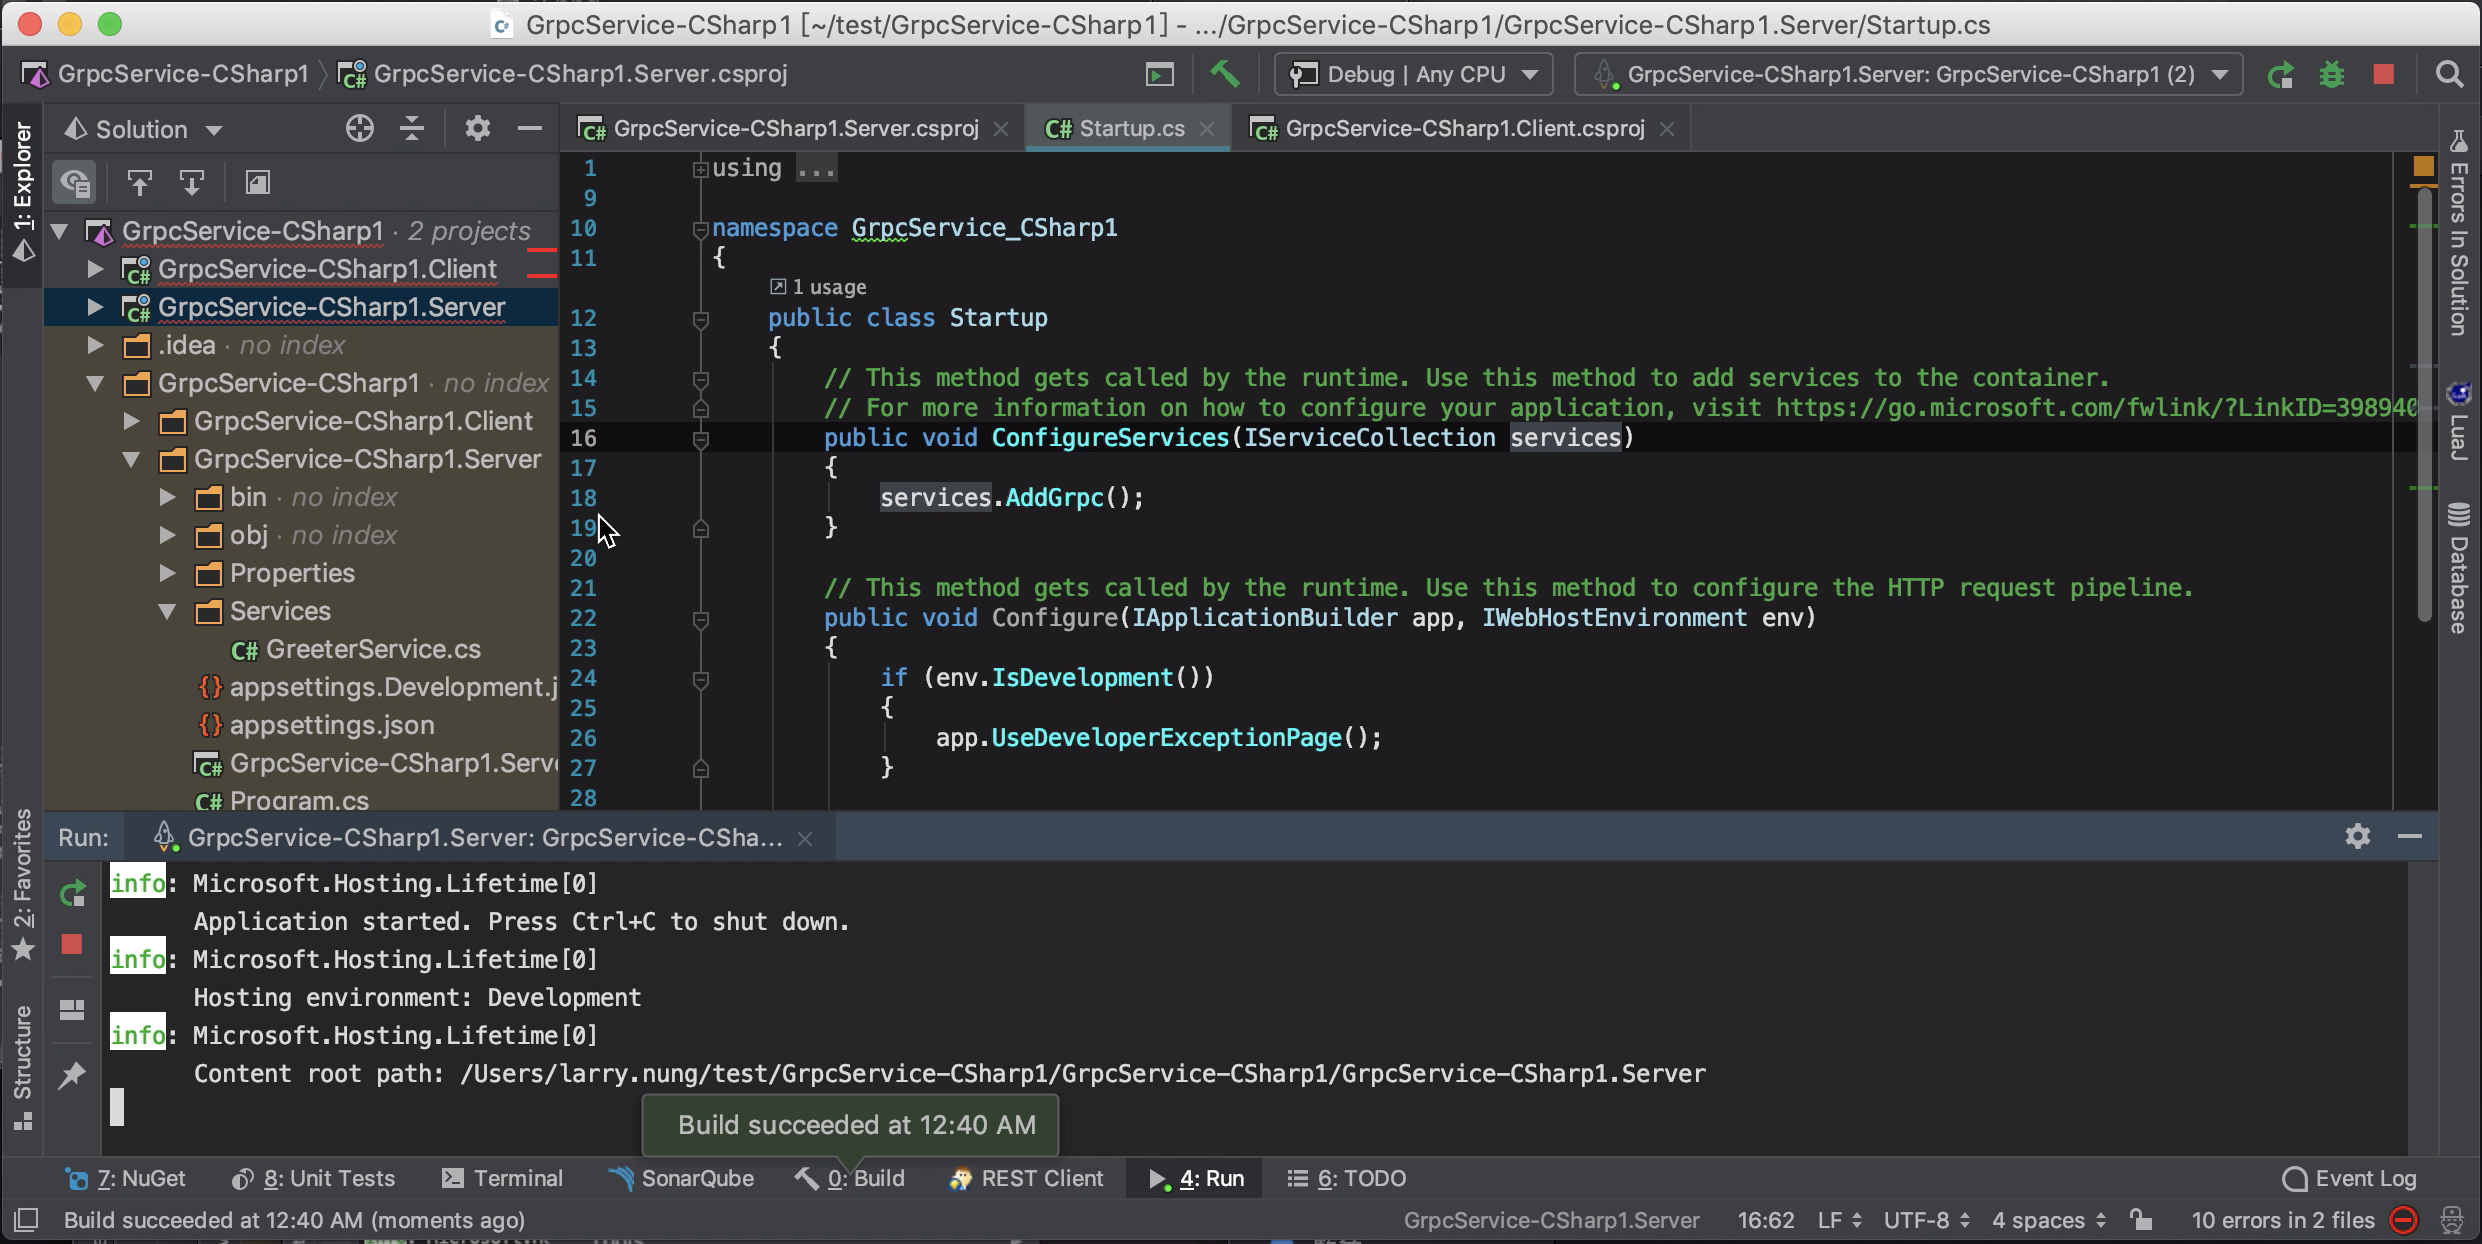 GrpcService-CSharp1 [~/test/GrpcService-CSharp1] - .../GrpcService-CSharp1/GrpcService-CSharp1.Server/Startup.cs
GrpcService-CSharp1 GrpcService-CSharp1.Server.csproj
Debug | Any CPU
GrpcService-CSharp1.Server: GrpcService-CSharp1 (2)
1: Explorer
Solution
GrpcService-CSharp1 · 2 projects
GrpcService-CSharp1.Client
GrpcService-CSharp1.Server
.idea · no index
GrpcService-CSharp1 · no index
GrpcService-CSharp1.Client
GrpcService-CSharp1.Server
bin · no index
obj · no index
Properties
Services
C# GreeterService.cs
{} appsettings.Development.j
{} appsettings.json
C# GrpcService-CSharp1.Serv
C# Program.cs
C# GrpcService-CSharp1.Server.csproj
C# Startup.cs
C# GrpcService-CSharp1.Client.csproj
1 using ...
9
10 namespace GrpcService_CSharp1
11 {
1 usage
12 public class Startup
13 {
14 // This method gets called by the runtime. Use this method to add services to the container.
15 // For more information on how to configure your application, visit https://go.microsoft.com/fwlink/?LinkID=398940
16 public void ConfigureServices(IServiceCollection services)
17 {
18 services.AddGrpc();
19 }
20
21 // This method gets called by the runtime. Use this method to configure the HTTP request pipeline.
22 public void Configure(IApplicationBuilder app, IWebHostEnvironment env)
23 {
24 if (env.IsDevelopment())
25 {
26 app.UseDeveloperExceptionPage();
27 }
28
Errors In Solution
LuaJ
Database
2: Favorites
Structure
Run: GrpcService-CSharp1.Server: GrpcService-CSha...
info: Microsoft.Hosting.Lifetime[0]
Application started. Press Ctrl+C to shut down.
info: Microsoft.Hosting.Lifetime[0]
Hosting environment: Development
info: Microsoft.Hosting.Lifetime[0]
Content root path: /Users/larry.nung/test/GrpcService-CSharp1/GrpcService-CSharp1/GrpcService-CSharp1.Server
Build succeeded at 12:40 AM
7: NuGet 8: Unit Tests Terminal SonarQube 0: Build REST Client 4: Run 6: TODO Event Log
Build succeeded at 12:40 AM (moments ago) GrpcService-CSharp1.Server 16:62 LF UTF-8 4 spaces 10 errors in 2 files